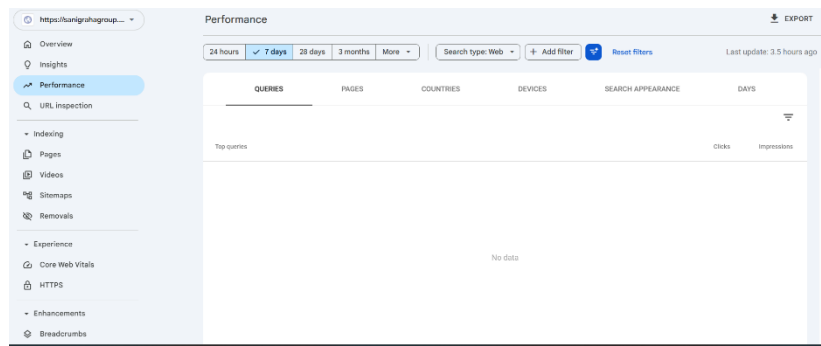 https://sanigrahagroup....
Performance
EXPORT
Overview
Insights
Performance
URL inspection
Indexing
Pages
Videos
Sitemaps
Removals
Experience
Core Web Vitals
HTTPS
Enhancements
Breadcrumbs
24 hours 7 days 28 days 3 months More
Search type: Web + Add filter Reset filters
Last update: 3.5 hours ago
QUERIES PAGES COUNTRIES DEVICES SEARCH APPEARANCE DAYS
Top queries Clicks Impressions
No data